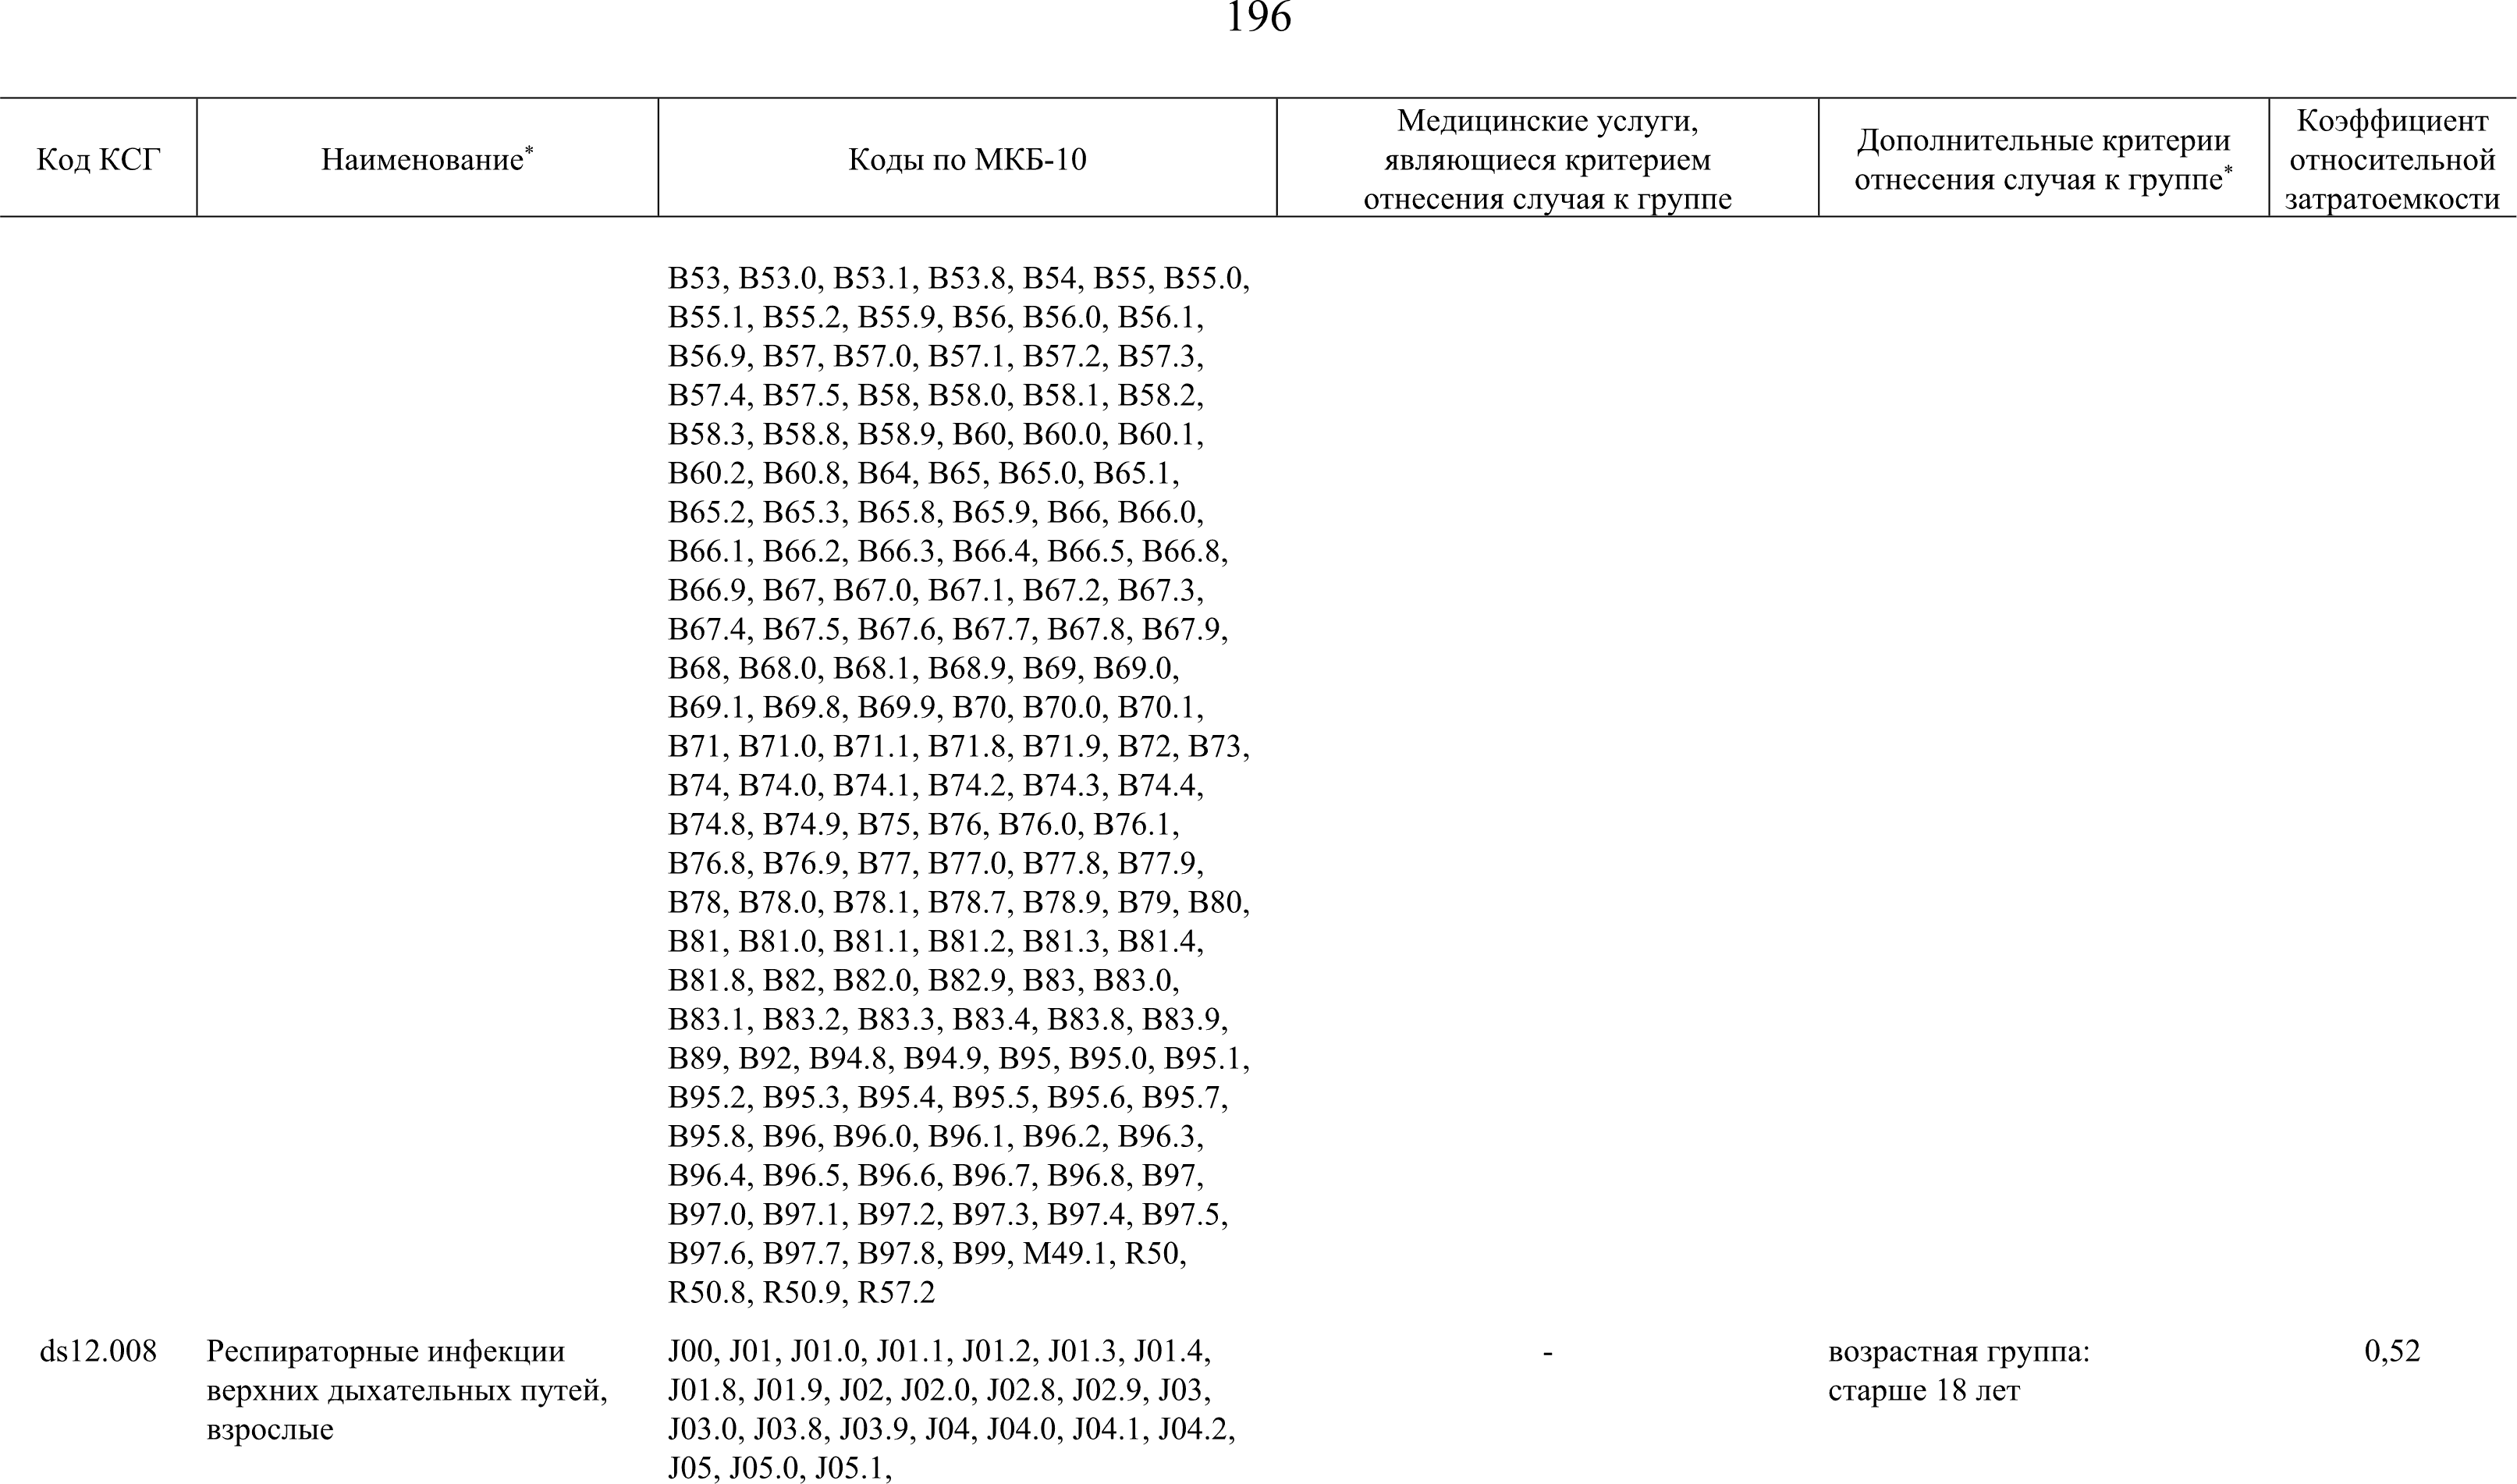 196
Код КСГ
Наименование*
Коды по МКБ-10
Медицинские услуги,
являющиеся критерием
отнесения случая к группе
Дополнительные критерии
отнесения случая к группе*
Коэффициент
относительной
затратоемкости
B53, B53.0, B53.1, B53.8, B54, B55, B55.0,
B55.1, B55.2, B55.9, B56, B56.0, B56.1,
B56.9, B57, B57.0, B57.1, B57.2, B57.3,
B57.4, B57.5, B58, B58.0, B58.1, B58.2,
B58.3, B58.8, B58.9, B60, B60.0, B60.1,
B60.2, B60.8, B64, B65, B65.0, B65.1,
B65.2, B65.3, B65.8, B65.9, B66, B66.0,
B66.1, B66.2, B66.3, B66.4, B66.5, B66.8,
B66.9, B67, B67.0, B67.1, B67.2, B67.3,
B67.4, B67.5, B67.6, B67.7, B67.8, B67.9,
B68, B68.0, B68.1, B68.9, B69, B69.0,
B69.1, B69.8, B69.9, B70, B70.0, B70.1,
B71, B71.0, B71.1, B71.8, B71.9, B72, B73,
B74, B74.0, B74.1, B74.2, B74.3, B74.4,
B74.8, B74.9, B75, B76, B76.0, B76.1,
B76.8, B76.9, B77, B77.0, B77.8, B77.9,
B78, B78.0, B78.1, B78.7, B78.9, B79, B80,
B81, B81.0, B81.1, B81.2, B81.3, B81.4,
B81.8, B82, B82.0, B82.9, B83, B83.0,
B83.1, B83.2, B83.3, B83.4, B83.8, B83.9,
B89, B92, B94.8, B94.9, B95, B95.0, B95.1,
B95.2, B95.3, B95.4, B95.5, B95.6, B95.7,
B95.8, B96, B96.0, B96.1, B96.2, B96.3,
B96.4, B96.5, B96.6, B96.7, B96.8, B97,
B97.0, B97.1, B97.2, B97.3, B97.4, B97.5,
B97.6, B97.7, B97.8, B99, M49.1, R50,
R50.8, R50.9, R57.2
ds12.008
Респираторные инфекции
верхних дыхательных путей,
взрослые
J00, J01, J01.0, J01.1, J01.2, J01.3, J01.4,
J01.8, J01.9, J02, J02.0, J02.8, J02.9, J03,
J03.0, J03.8, J03.9, J04, J04.0, J04.1, J04.2,
J05, J05.0, J05.1,
-
возрастная группа:
старше 18 лет
0,52